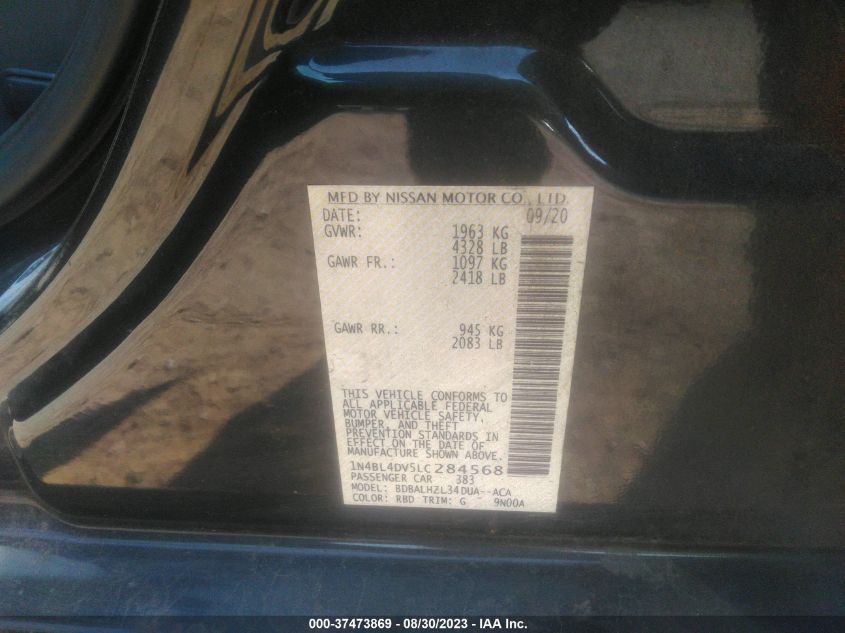 MFD BY NISSAN MOTOR CO., LTD.
DATE: 09/20
GVWR: 1963 KG
4328 LB
GAWR FR.: 1097 KG
2418 LB
GAWR RR.: 945 KG
2083 LB
THIS VEHICLE CONFORMS TO
ALL APPLICABLE FEDERAL
MOTOR VEHICLE SAFETY,
BUMPER, AND THEFT
PREVENTION STANDARDS IN
EFFECT ON THE DATE OF
MANUFACTURE SHOWN ABOVE.
1N4BL4DV5LC284568
PASSENGER CAR 383
MODEL: BDBALHZL34DUA--ACA
COLOR: RBD TRIM: G 9N00A
000-37473869 / 08/30/2023 - IAA Inc.